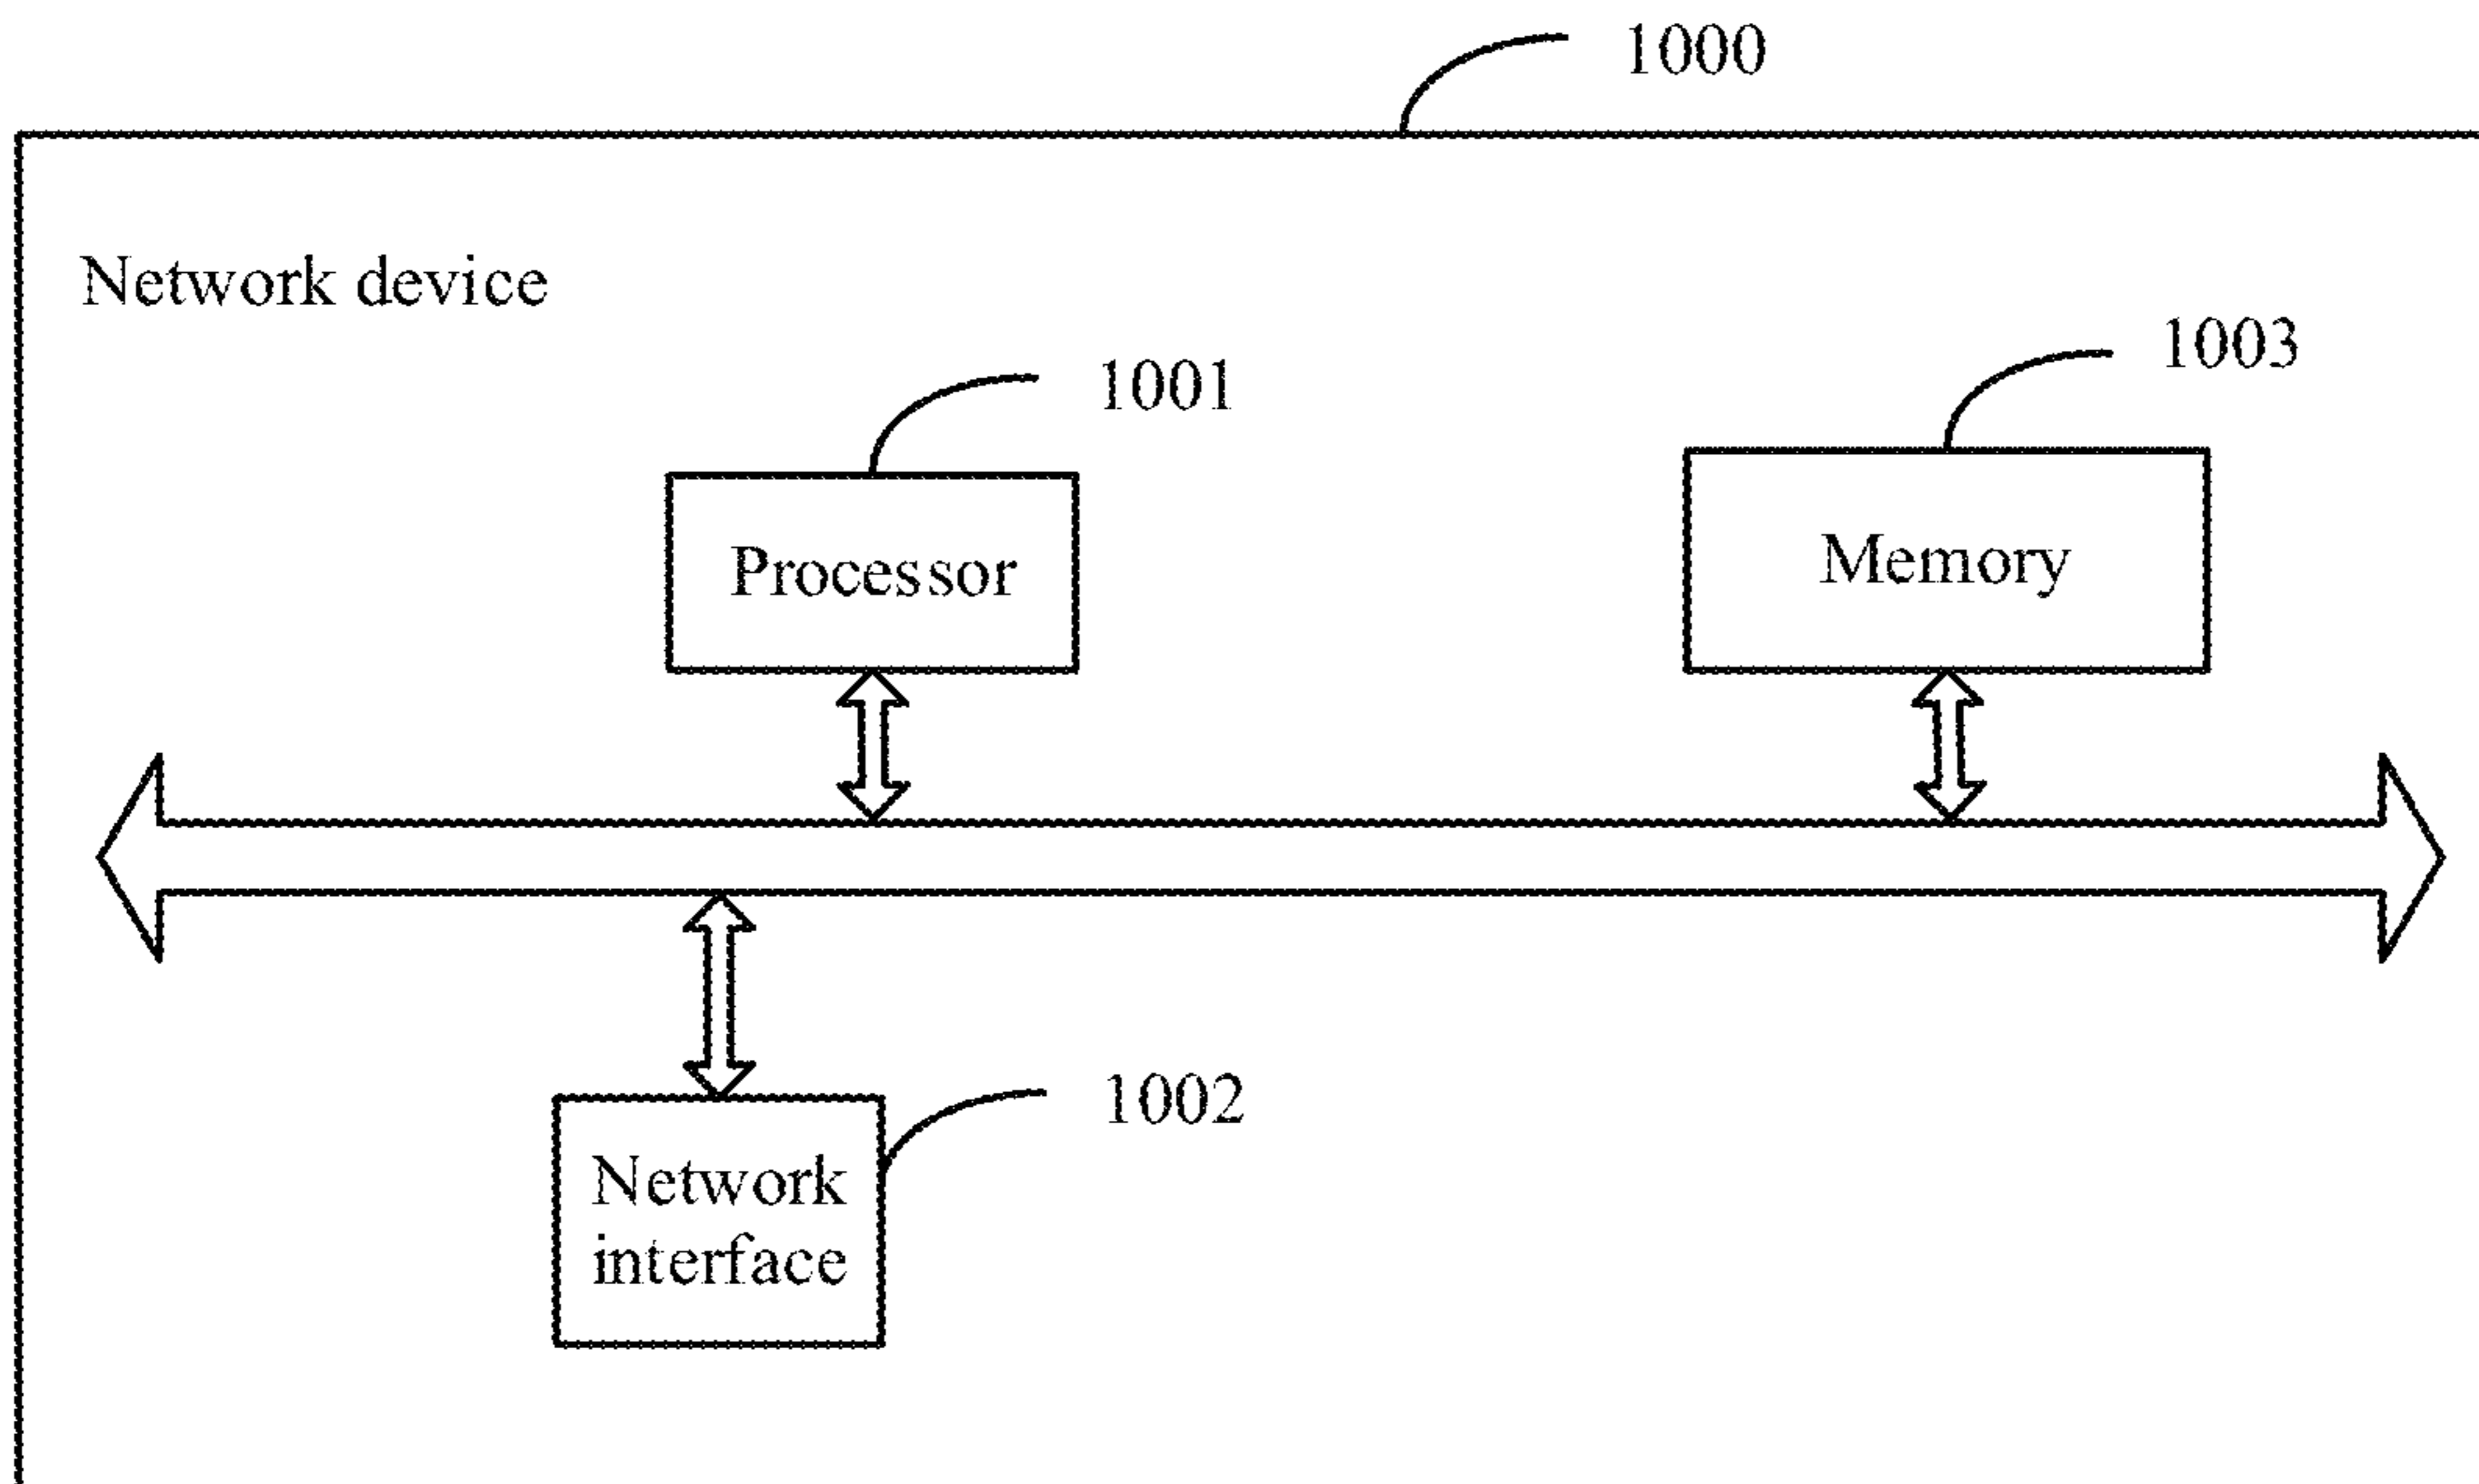 1000
Network device
1003
1001
Processor
Memory
1002
Network
interface